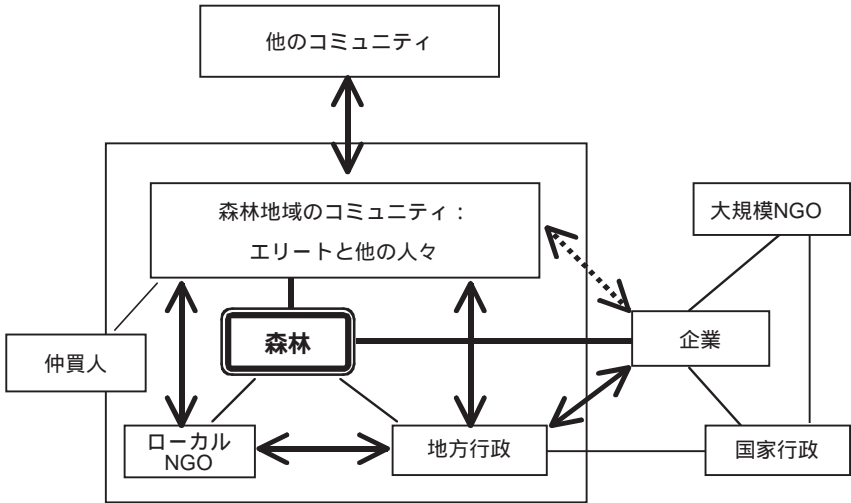 他のコミュニティ
森林地域のコミュニティ：
エリートと他の人々
大規模NGO
森林
企業
仲買人
ローカル
NGO
地方行政
国家行政